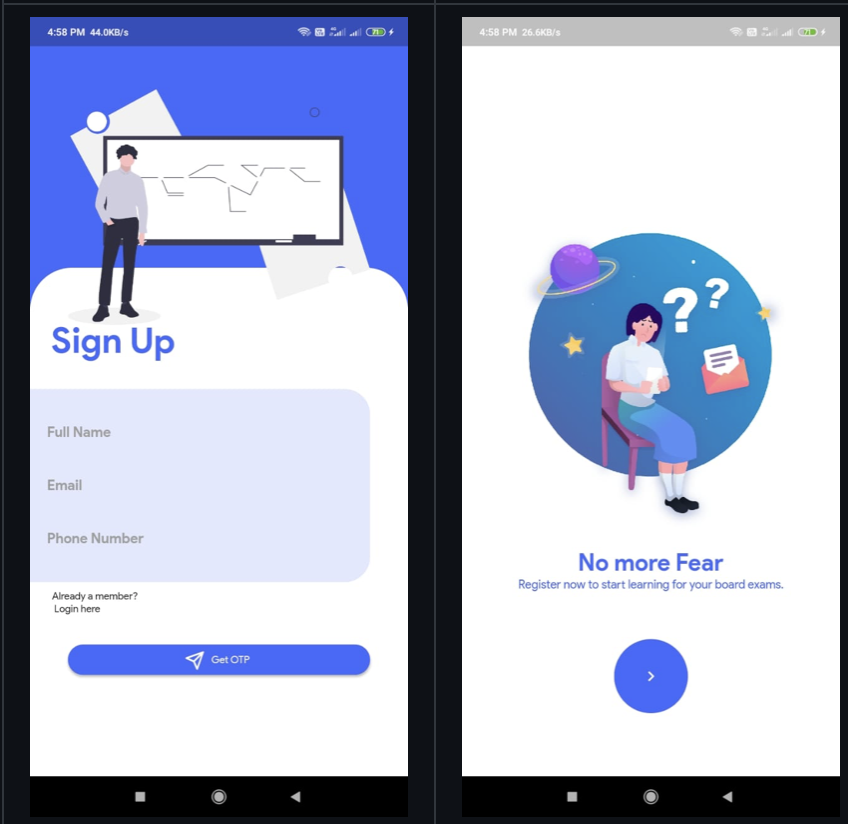 4:58 PM 44.0KB/s
Sign Up
Full Name
Email
Phone Number
Already a member?
Login here
Get OTP
4:58 PM 26.6KB/s
? ?
No more Fear
Register now to start learning for your board exams.